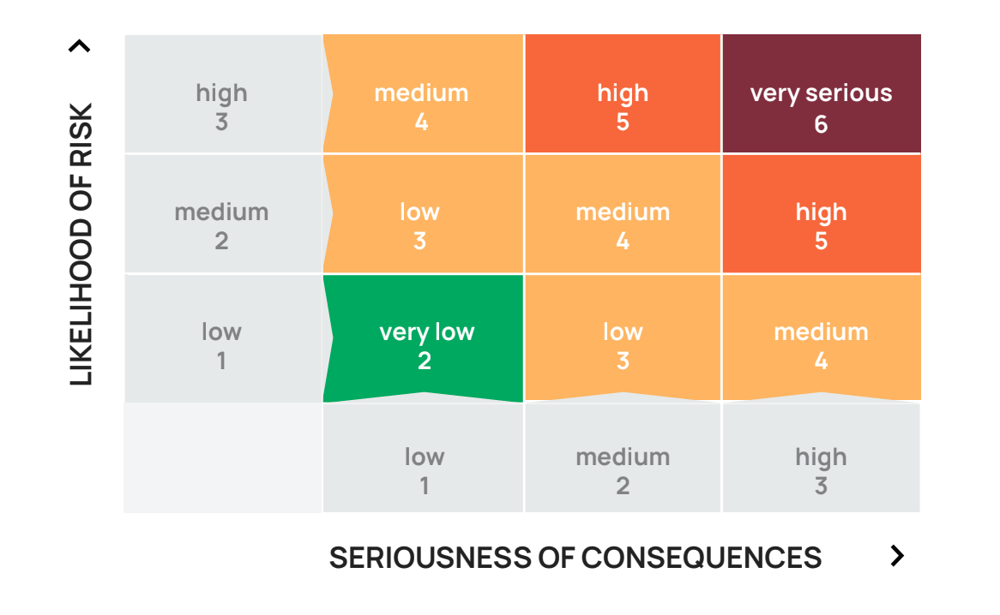 LIKELIHOOD OF RISK
high
3
medium
4
high
5
very serious
6
medium
2
low
3
medium
4
high
5
low
1
very low
2
low
3
medium
4
low
1
medium
2
high
3
SERIOUSNESS OF CONSEQUENCES